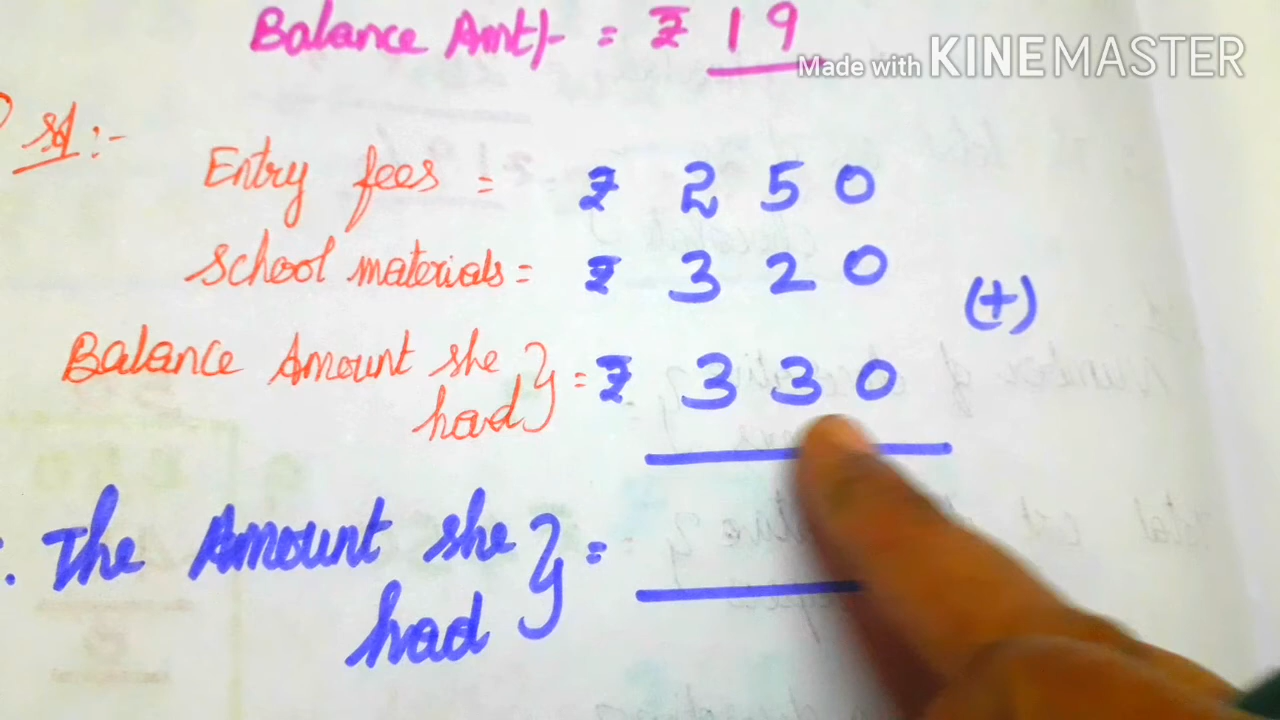 Balance Amt/- = ₹ 19
Made with KINEMASTER
Sol :-
Entry fees = ₹ 250
School materials = ₹ 320
(+)
Balance Amount she had } = ₹ 330
The Amount she had } =